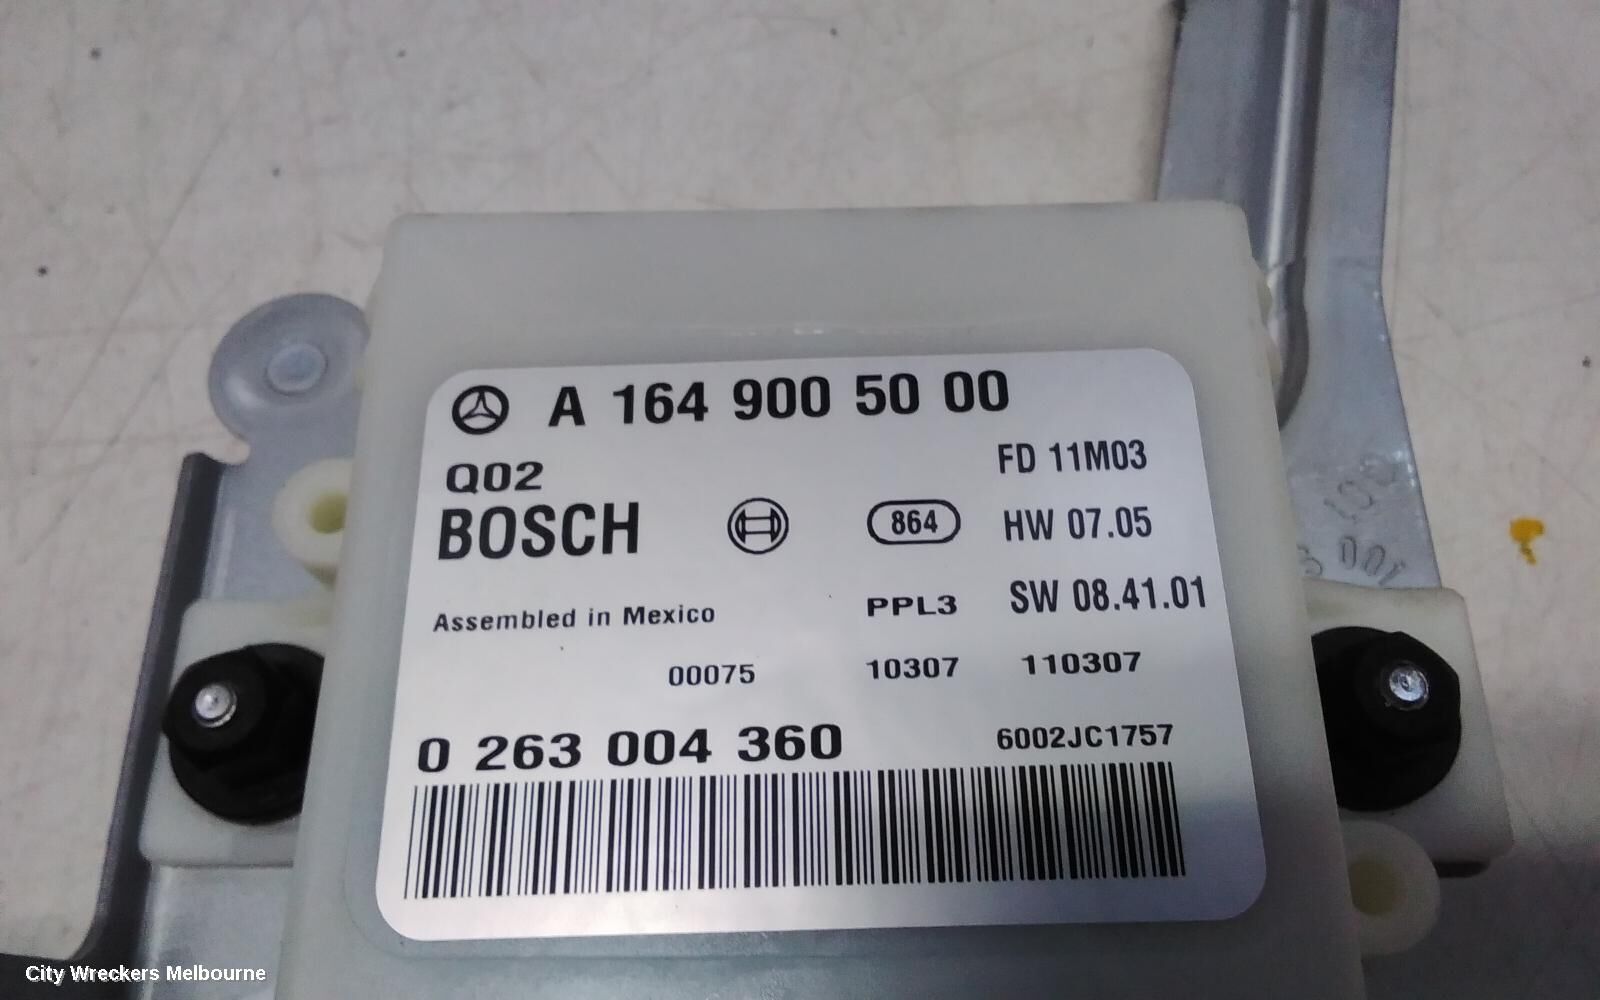 A 164 900 50 00
Q02
FD 11M03
BOSCH
864
HW 07.05
Assembled in Mexico
PPL3
SW 08.41.01
00075
10307
110307
0 263 004 360
6002JC1757
City Wreckers Melbourne